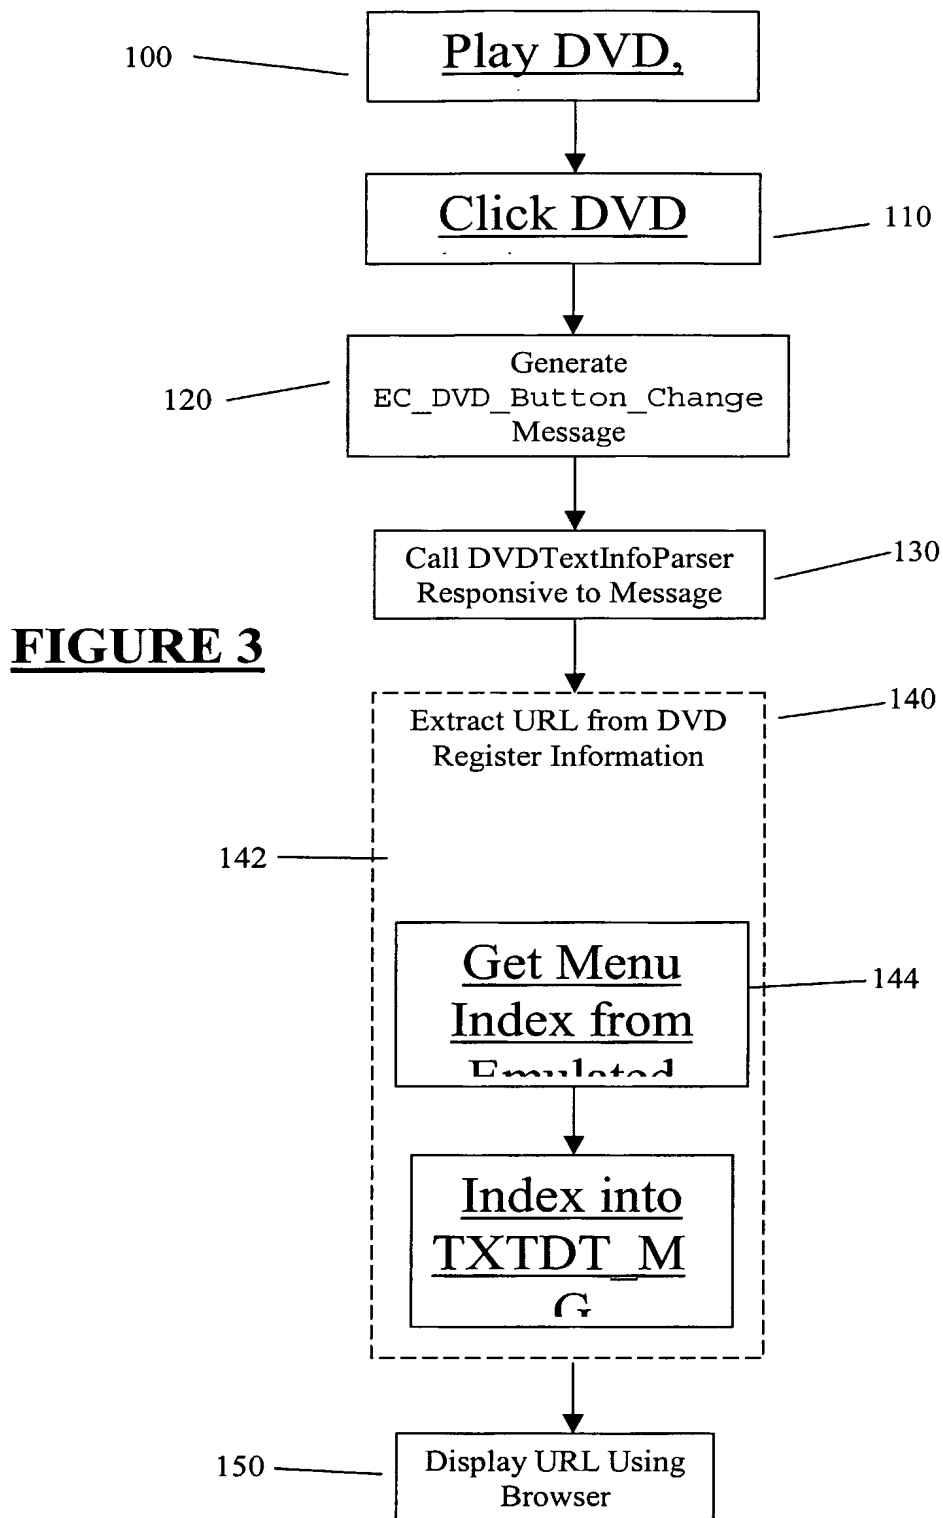 100
Play DVD,
Click DVD
110
120
Generate
EC_DVD_Button_Change
Message
Call DVDTextInfoParser
Responsive to Message
130
FIGURE 3
140
Extract URL from DVD
Register Information
142
Get Menu
Index from
Emulated
144
Index into
TXTDT_M
G
150
Display URL Using
Browser